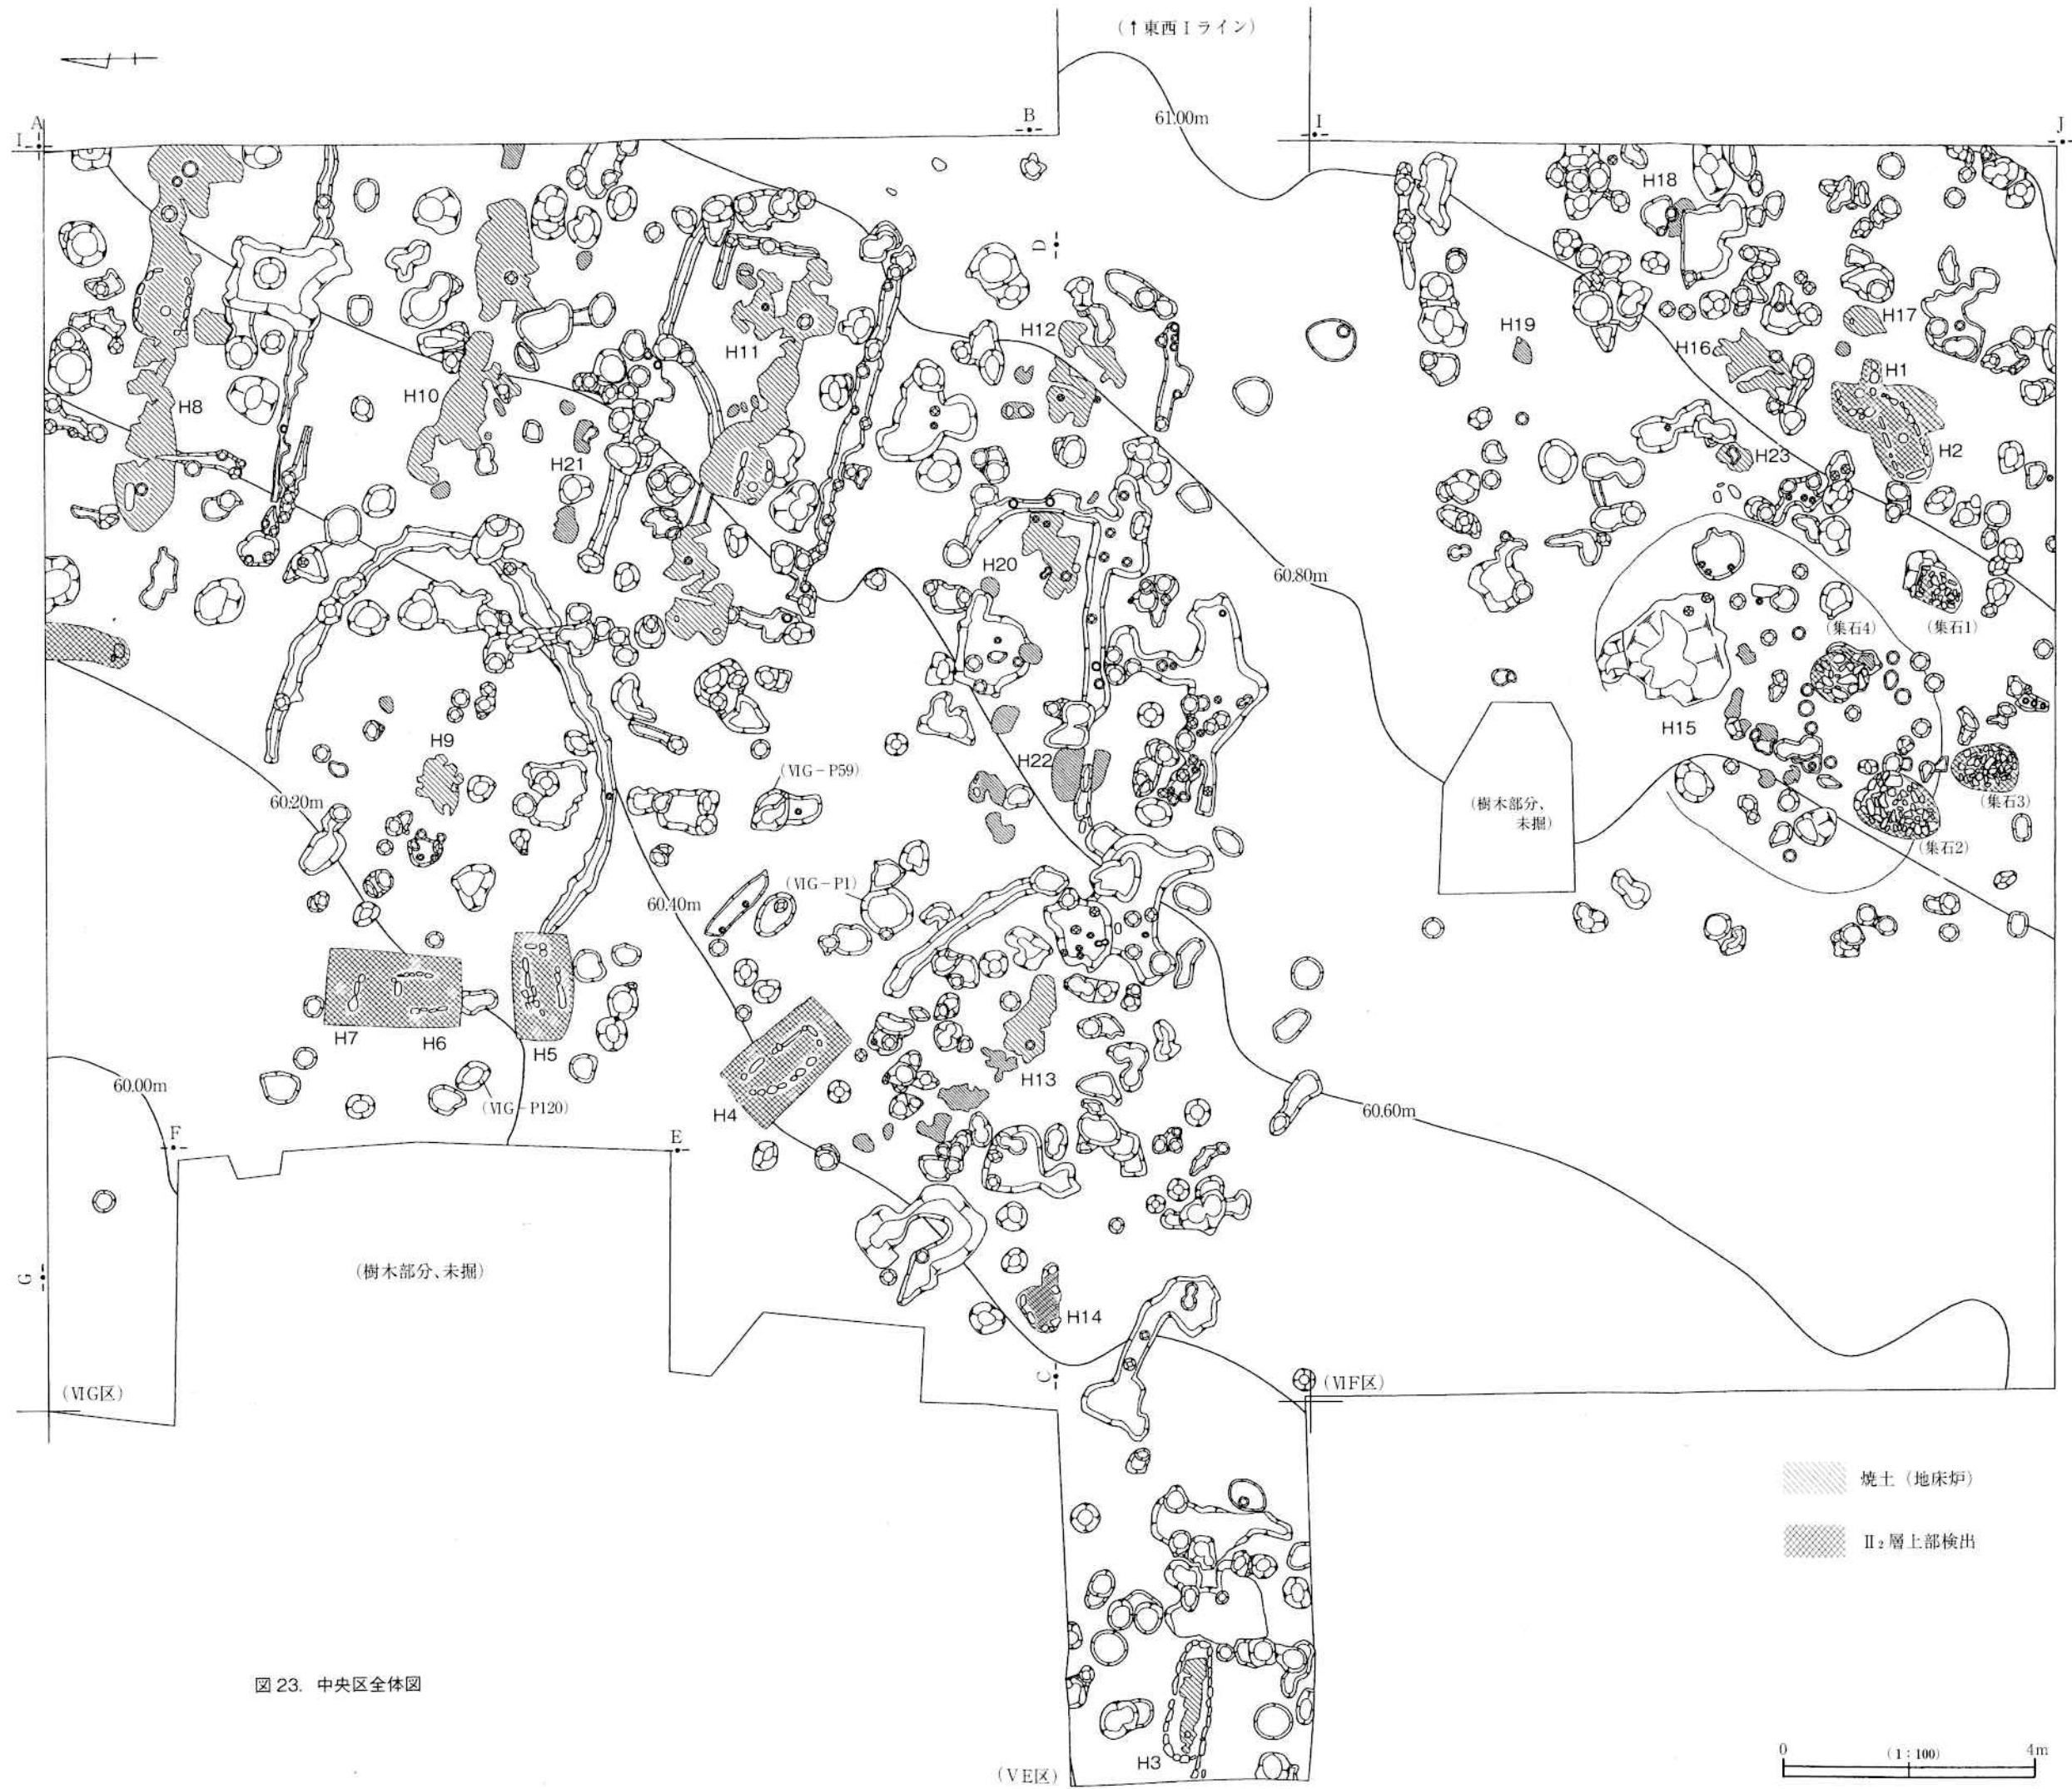 (↑東西Ⅰライン)
A
I
B
61.00m
I
J
H18
D
H12
H19
H17
H16
H11
H1
H10
H8
H2
H23
H21
H20
60.80m
(集石4)
(集石1)
H15
H9
H22
(ⅥG-P59)
60.20m
(樹木部分、
未掘)
(集石3)
(集石2)
(ⅥG-P1)
60.40m
H7
H6
H5
H13
60.00m
(ⅥG-P120)
H4
60.60m
F
E
G
(樹木部分、未掘)
H14
C
(ⅥG区)
(ⅥF区)
焼土(地床炉)
Ⅱ₂層上部検出
図23. 中央区全体図
H3
(ⅤE区)
0
(1:100)
4m